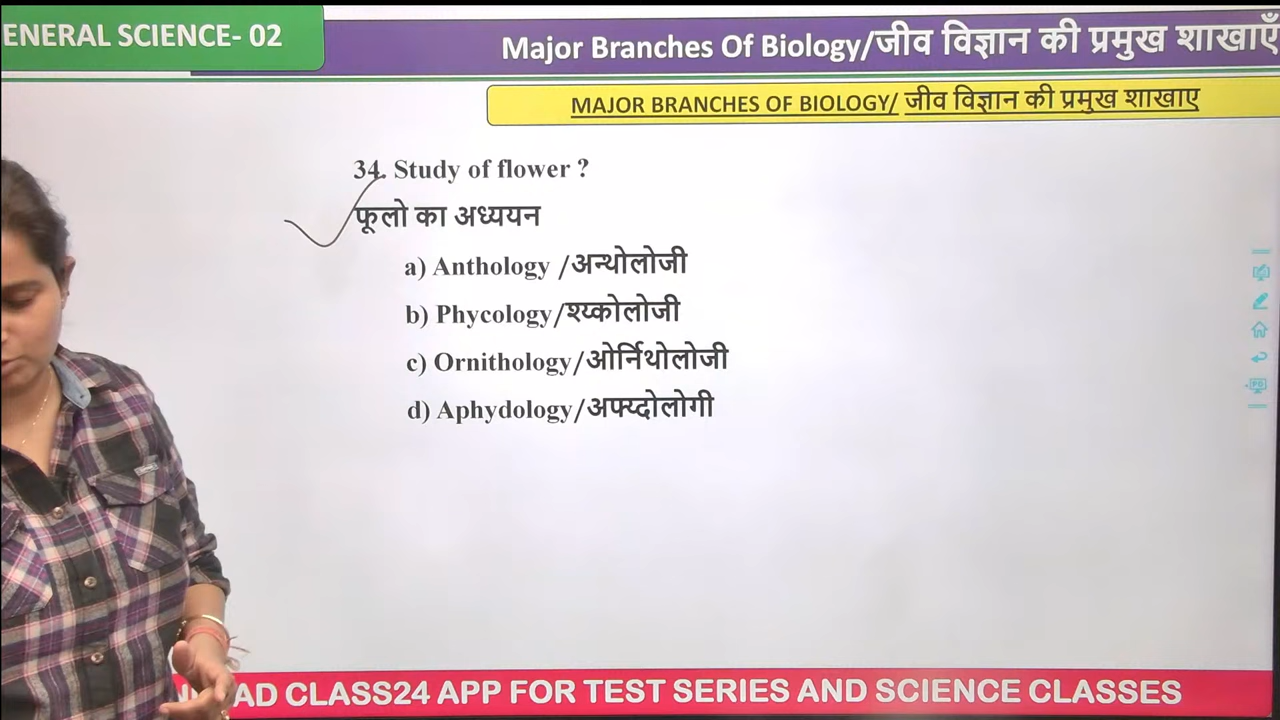 ENERAL SCIENCE- 02
Major Branches Of Biology/जीव विज्ञान की प्रमुख शाखाएँ
MAJOR BRANCHES OF BIOLOGY/ जीव विज्ञान की प्रमुख शाखाए
34. Study of flower ?
फूलो का अध्ययन
a) Anthology /अन्थोलोजी
b) Phycology/श्य्कोलोजी
c) Ornithology/ओर्निथोलोजी
d) Aphydology/अफ्य्दोलोगी
AD CLASS24 APP FOR TEST SERIES AND SCIENCE CLASSES